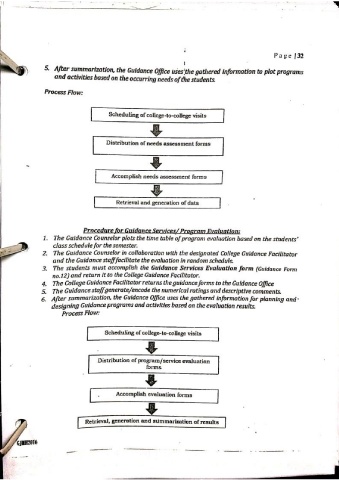 Page | 32
5. After summarization, the Guidance Office uses the gathered information to plot programs
and activities based on the occurring needs of the students.
Process Flow:
Scheduling of college-to-college visits
Distribution of needs assessment forms
Accomplish needs assessment forms
Retrieval and generation of data
Procedure for Guidance Services/ Program Evaluation:
1. The Guidance Counselor plots the time table of program evaluation based on the students'
class schedule for the semester.
2. The Guidance Counselor in collaboration with the designated College Guidance Facilitator
and the Guidance staff facilitate the evaluation in random schedule.
3. The students must accomplish the Guidance Services Evaluation form (Guidance Form
no.12) and return it to the College Guidance Facilitator.
4. The College Guidance Facilitator returns the guidance forms to the Guidance Office
5. The Guidance staff generate/encode the numerical ratings and descriptive comments.
6. After summarization, the Guidance Office uses the gathered information for planning and
designing Guidance programs and activities based on the evaluation results.
Process Flow:
Scheduling of college-to-college visits
Distribution of program/service evaluation
forms
Accomplish evaluation forms
Retrieval, generation and summarization of results